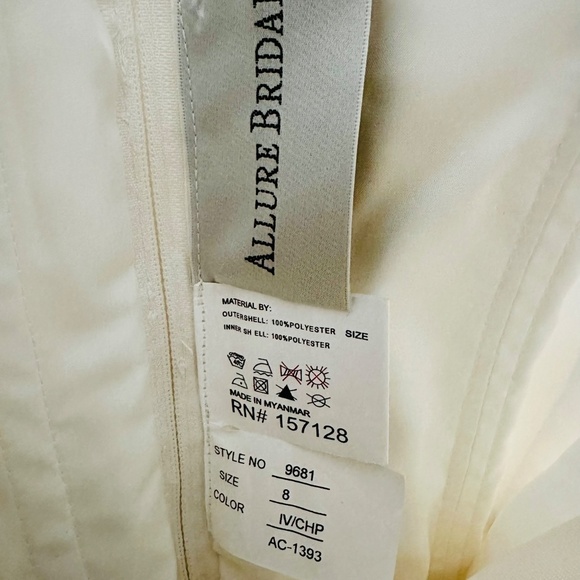 ALLURE BRIDA
MATERIAL BY:
OUTERSHELL: 100%POLYESTER SIZE
INNER SH ELL: 100%POLYESTER
MADE IN MYANMAR
RN# 157128
STYLE NO 9681
SIZE 8
COLOR IV/CHP
AC-1393